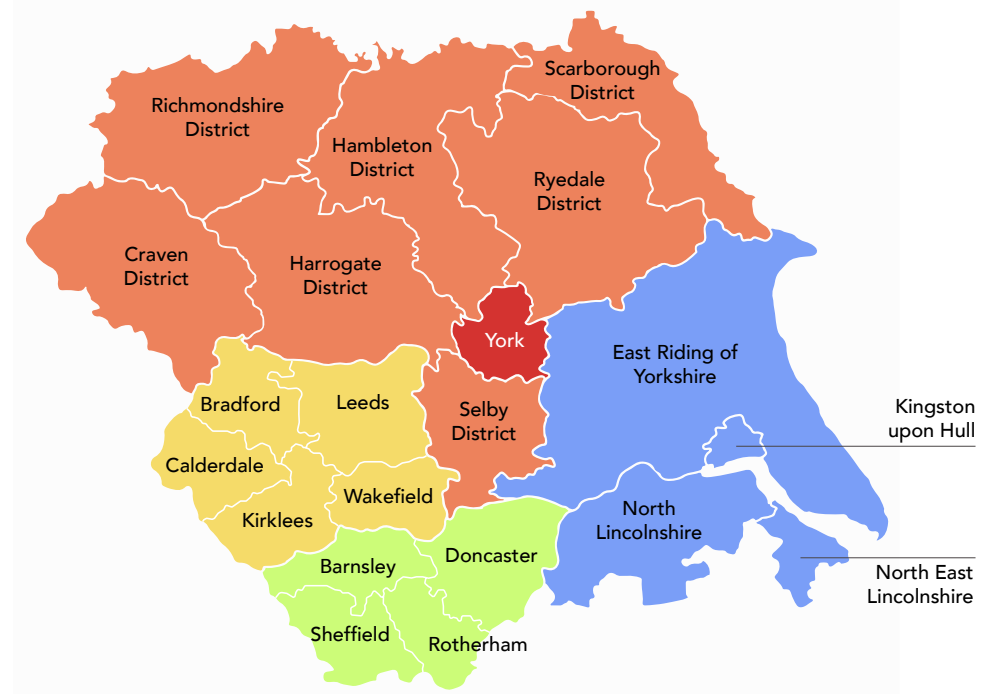 Scarborough
District
Richmondshire
District
Hambleton
District
Ryedale
District
Craven
District
Harrogate
District
York
East Riding of
Yorkshire
Bradford
Leeds
Selby
District
Kingston
upon Hull
Calderdale
Wakefield
Kirklees
North
Lincolnshire
Barnsley
Doncaster
North East
Lincolnshire
Sheffield
Rotherham